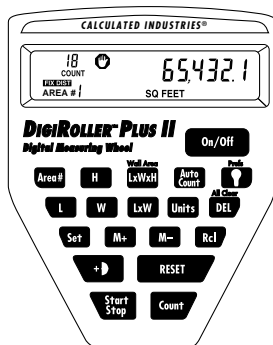 CALCULATED INDUSTRIES®
18
COUNT
65,432.1
FIX DIST
AREA #1
SQ FEET
DIGIROLLER™ PLUS II
Digital Measuring Wheel
On/Off
Wall Area
Prefs
Area# H LxWxH Auto Count
All Clear
L W LxW Units DEL
Set M+ M– Rcl
+ RESET
Start Stop Count